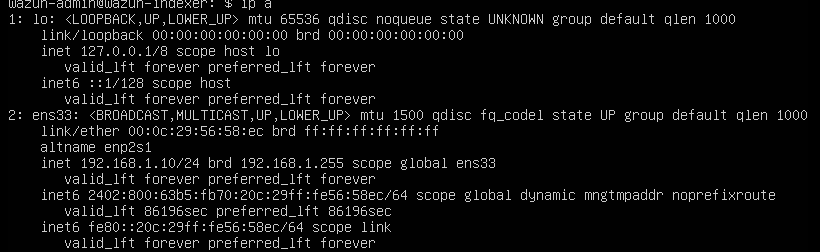 wazuh-admin@wazuh-indexer:~$ ip a
1: lo: <LOOPBACK,UP,LOWER_UP> mtu 65536 qdisc noqueue state UNKNOWN group default qlen 1000
link/loopback 00:00:00:00:00:00 brd 00:00:00:00:00:00
inet 127.0.0.1/8 scope host lo
valid_lft forever preferred_lft forever
inet6 ::1/128 scope host
valid_lft forever preferred_lft forever
2: ens33: <BROADCAST,MULTICAST,UP,LOWER_UP> mtu 1500 qdisc fq_codel state UP group default qlen 1000
link/ether 00:0c:29:56:58:ec brd ff:ff:ff:ff:ff:ff
altname enp2s1
inet 192.168.1.10/24 brd 192.168.1.255 scope global ens33
valid_lft forever preferred_lft forever
inet6 2402:800:63b5:fb70:20c:29ff:fe56:58ec/64 scope global dynamic mngtmpaddr noprefixroute
valid_lft 86196sec preferred_lft 86196sec
inet6 fe80::20c:29ff:fe56:58ec/64 scope link
valid_lft forever preferred_lft forever